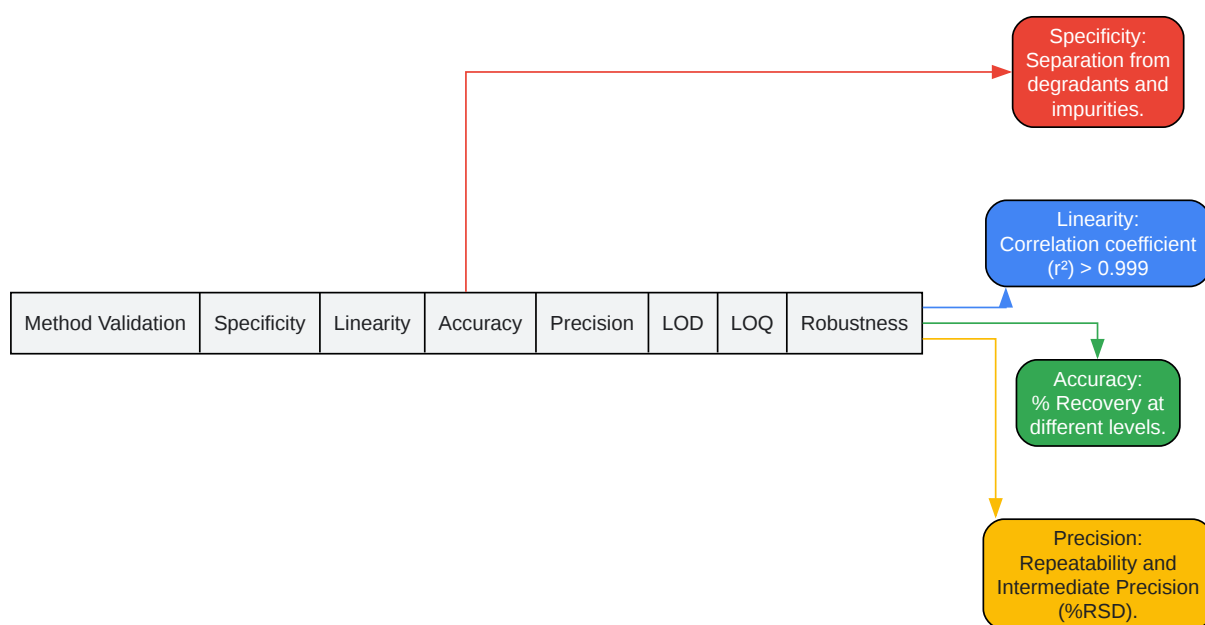 Specificity:
Separation from
degradants and
impurities.
Linearity:
Correlation coefficient
(r²) > 0.999
Method Validation
Specificity
Linearity
Accuracy
Precision
LOD
LOQ
Robustness
Accuracy:
% Recovery at
different levels.
Precision:
Repeatability and
Intermediate Precision
(%RSD).